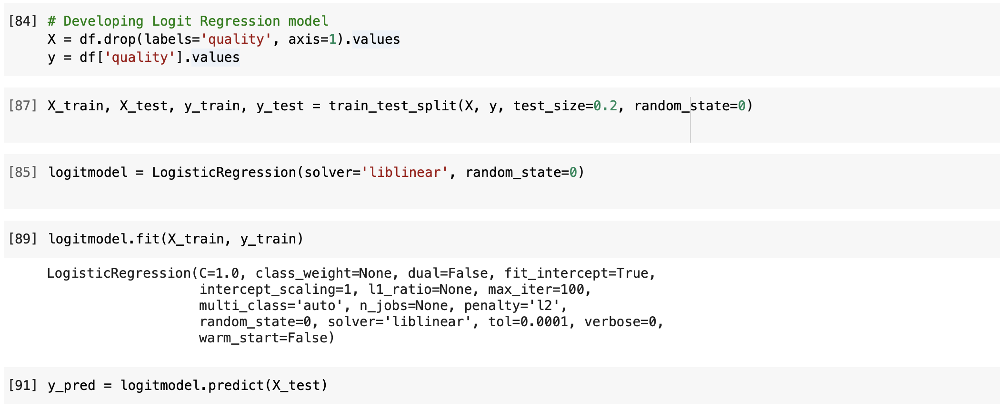 [84] # Developing Logit Regression model
X = df.drop(labels='quality', axis=1).values
y = df['quality'].values
[87] X_train, X_test, y_train, y_test = train_test_split(X, y, test_size=0.2, random_state=0)
[85] logitmodel = LogisticRegression(solver='liblinear', random_state=0)
[89] logitmodel.fit(X_train, y_train)
LogisticRegression(C=1.0, class_weight=None, dual=False, fit_intercept=True,
intercept_scaling=1, l1_ratio=None, max_iter=100,
multi_class='auto', n_jobs=None, penalty='l2',
random_state=0, solver='liblinear', tol=0.0001, verbose=0,
warm_start=False)
[91] y_pred = logitmodel.predict(X_test)